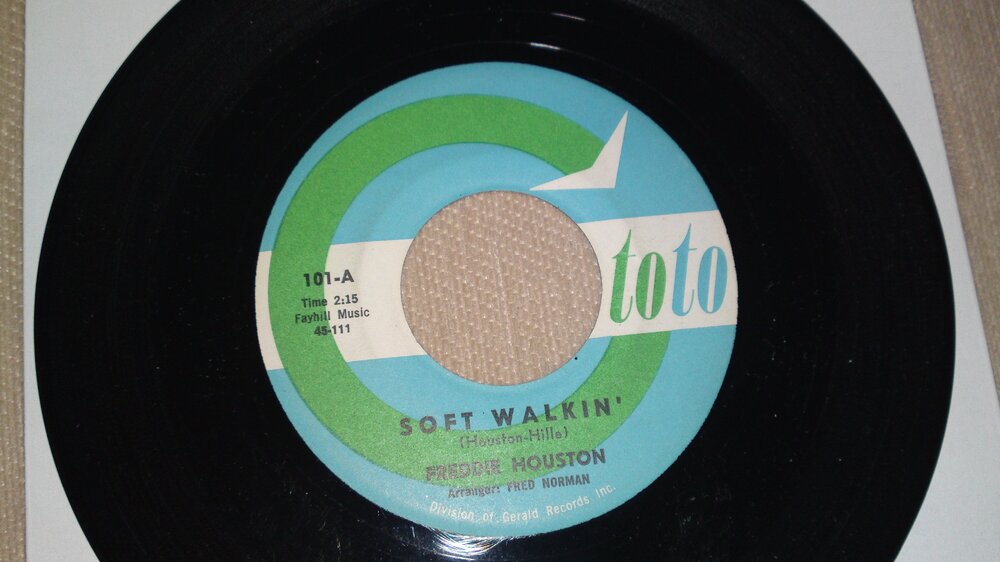 toto
101-A
Time 2:15
Fayhill Music
45-111
SOFT WALKIN'
(Houston-Hille)
FREDDIE HOUSTON
Arranger: FRED NORMAN
Division of Gerald Records Inc.